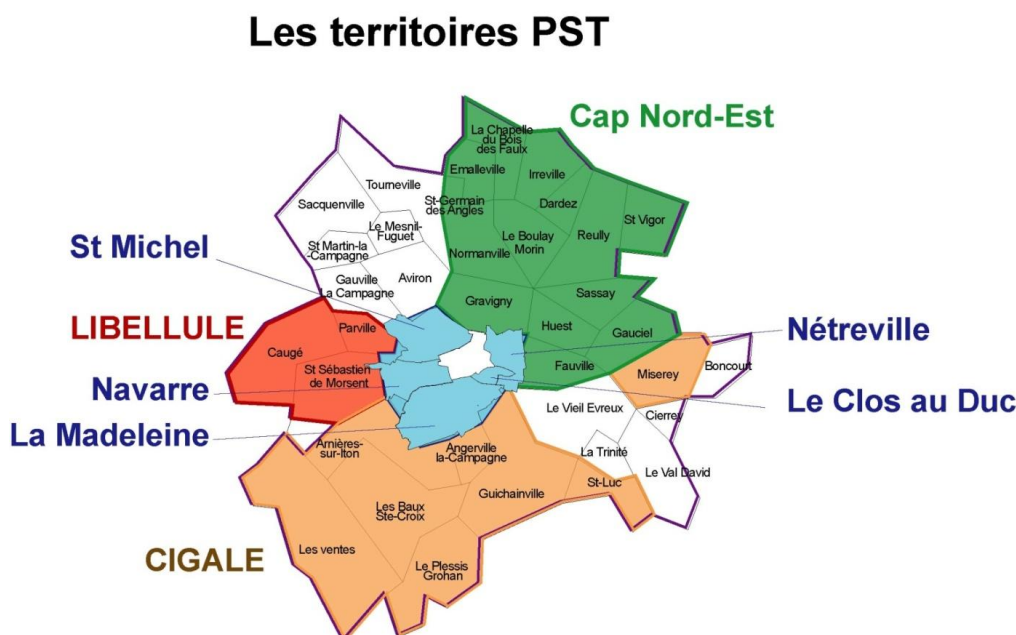 Les territoires PST
Cap Nord-Est
La Chapelle
du Bois
des Faulx
Emalleville
Irreville
Tourneville
St-Germain
des Angles
Dardez
Sacquenville
St Vigor
Le Mesnil-
Fuguet
Le Boulay
Morin
Reuilly
St Michel
St Martin-la
-Campagne
Normanville
Gauville
La Campagne
Aviron
Sassay
Gravigny
LIBELLULE
Parville
Huest
Gauciel
Nétreville
Caugé
St Sébastien
de Morsent
Fauville
Miserey
Boncourt
Navarre
Le Vieil Evreux
Cierrey
Le Clos au Duc
La Madeleine
Arnières-
sur-Iton
Angerville
la-Campagne
La Trinité
Le Val David
St-Luc
Guichainville
Les Baux
Ste-Croix
Les ventes
CIGALE
Le Plessis
Grohan